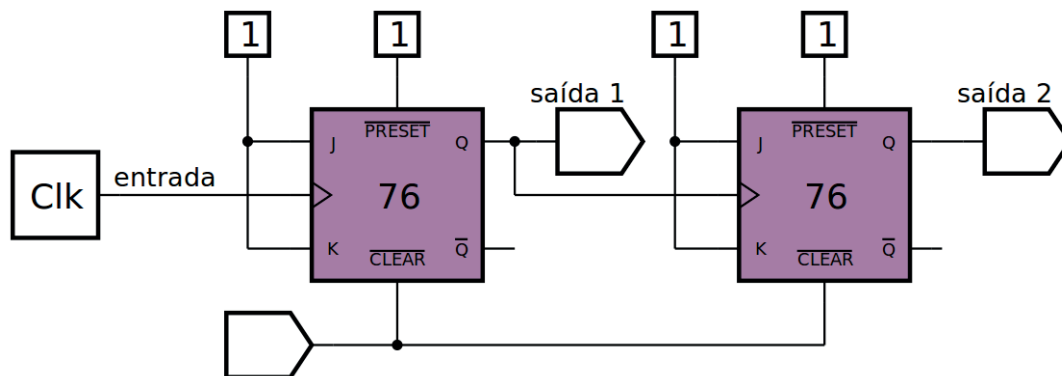 1
1
1
1
saída 1
saída 2
Clk
entrada
J
PRESET
Q
76
K
CLEAR
Q
J
PRESET
Q
76
K
CLEAR
Q